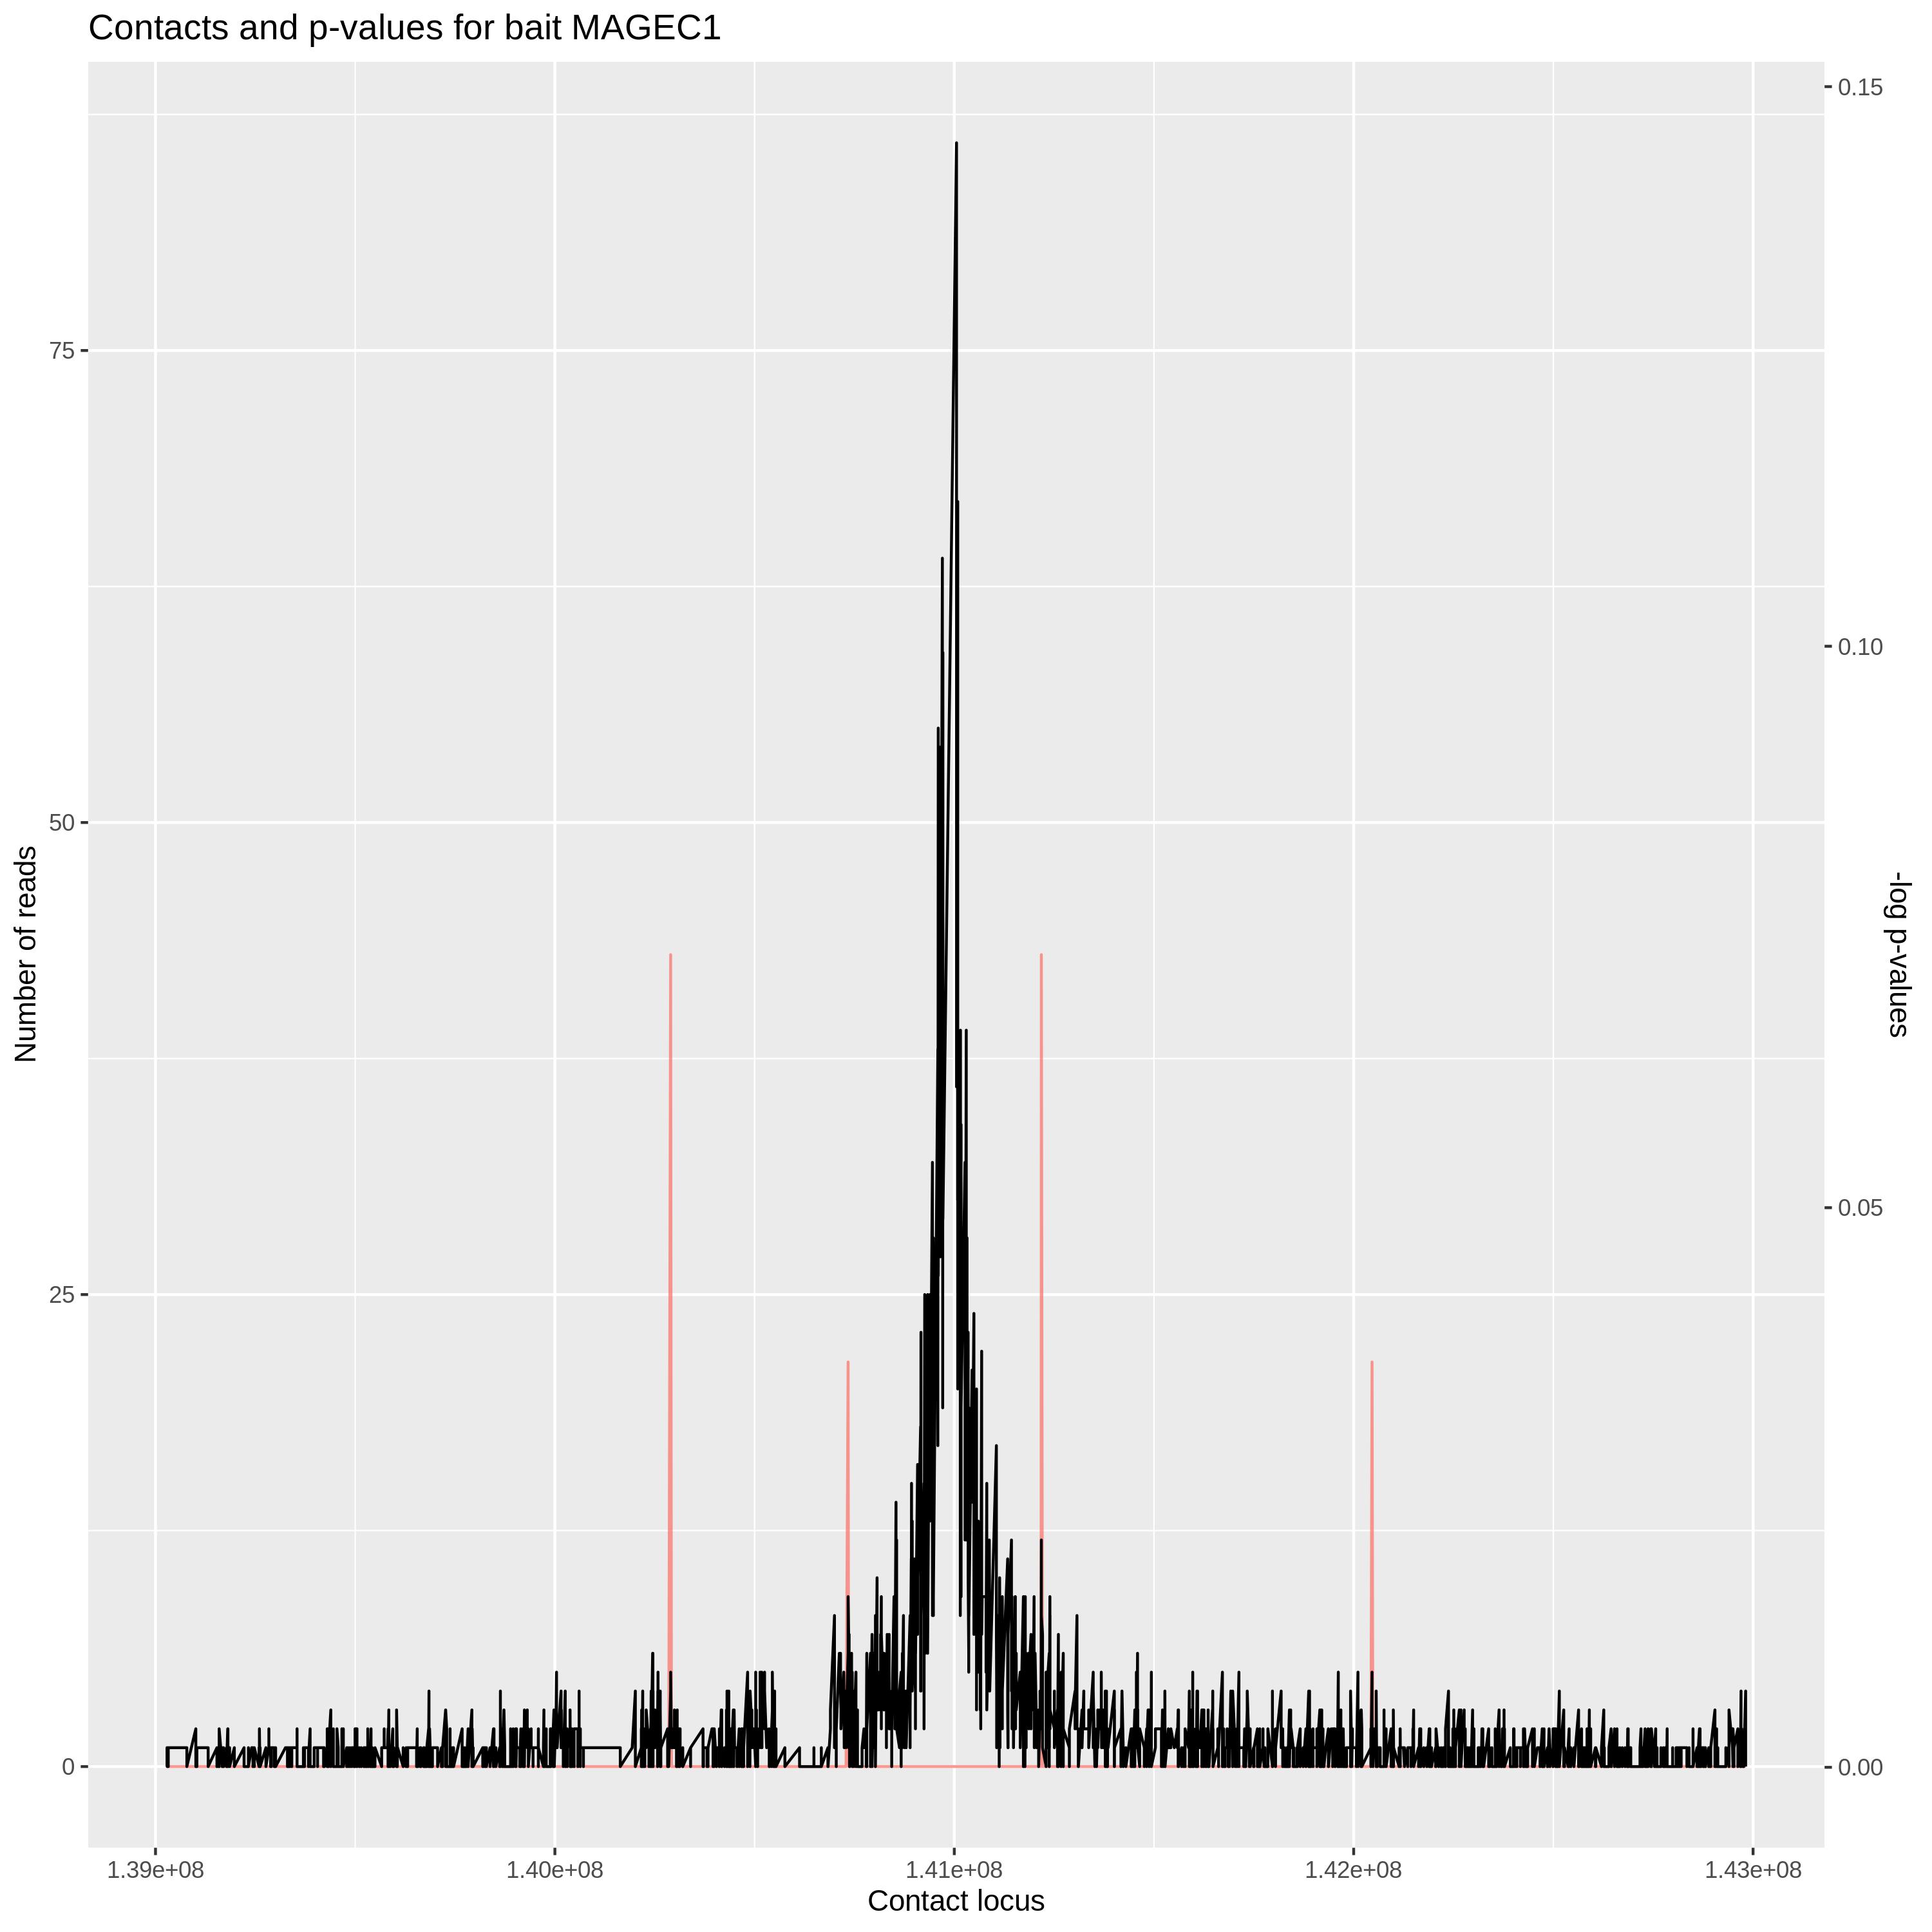 Contacts and p-values for bait MAGEC1
0.15
75
0.10
50
Number of reads
-log p-values
0.05
25
0
0.00
1.39e+08 1.40e+08 1.41e+08 1.42e+08 1.43e+08
Contact locus